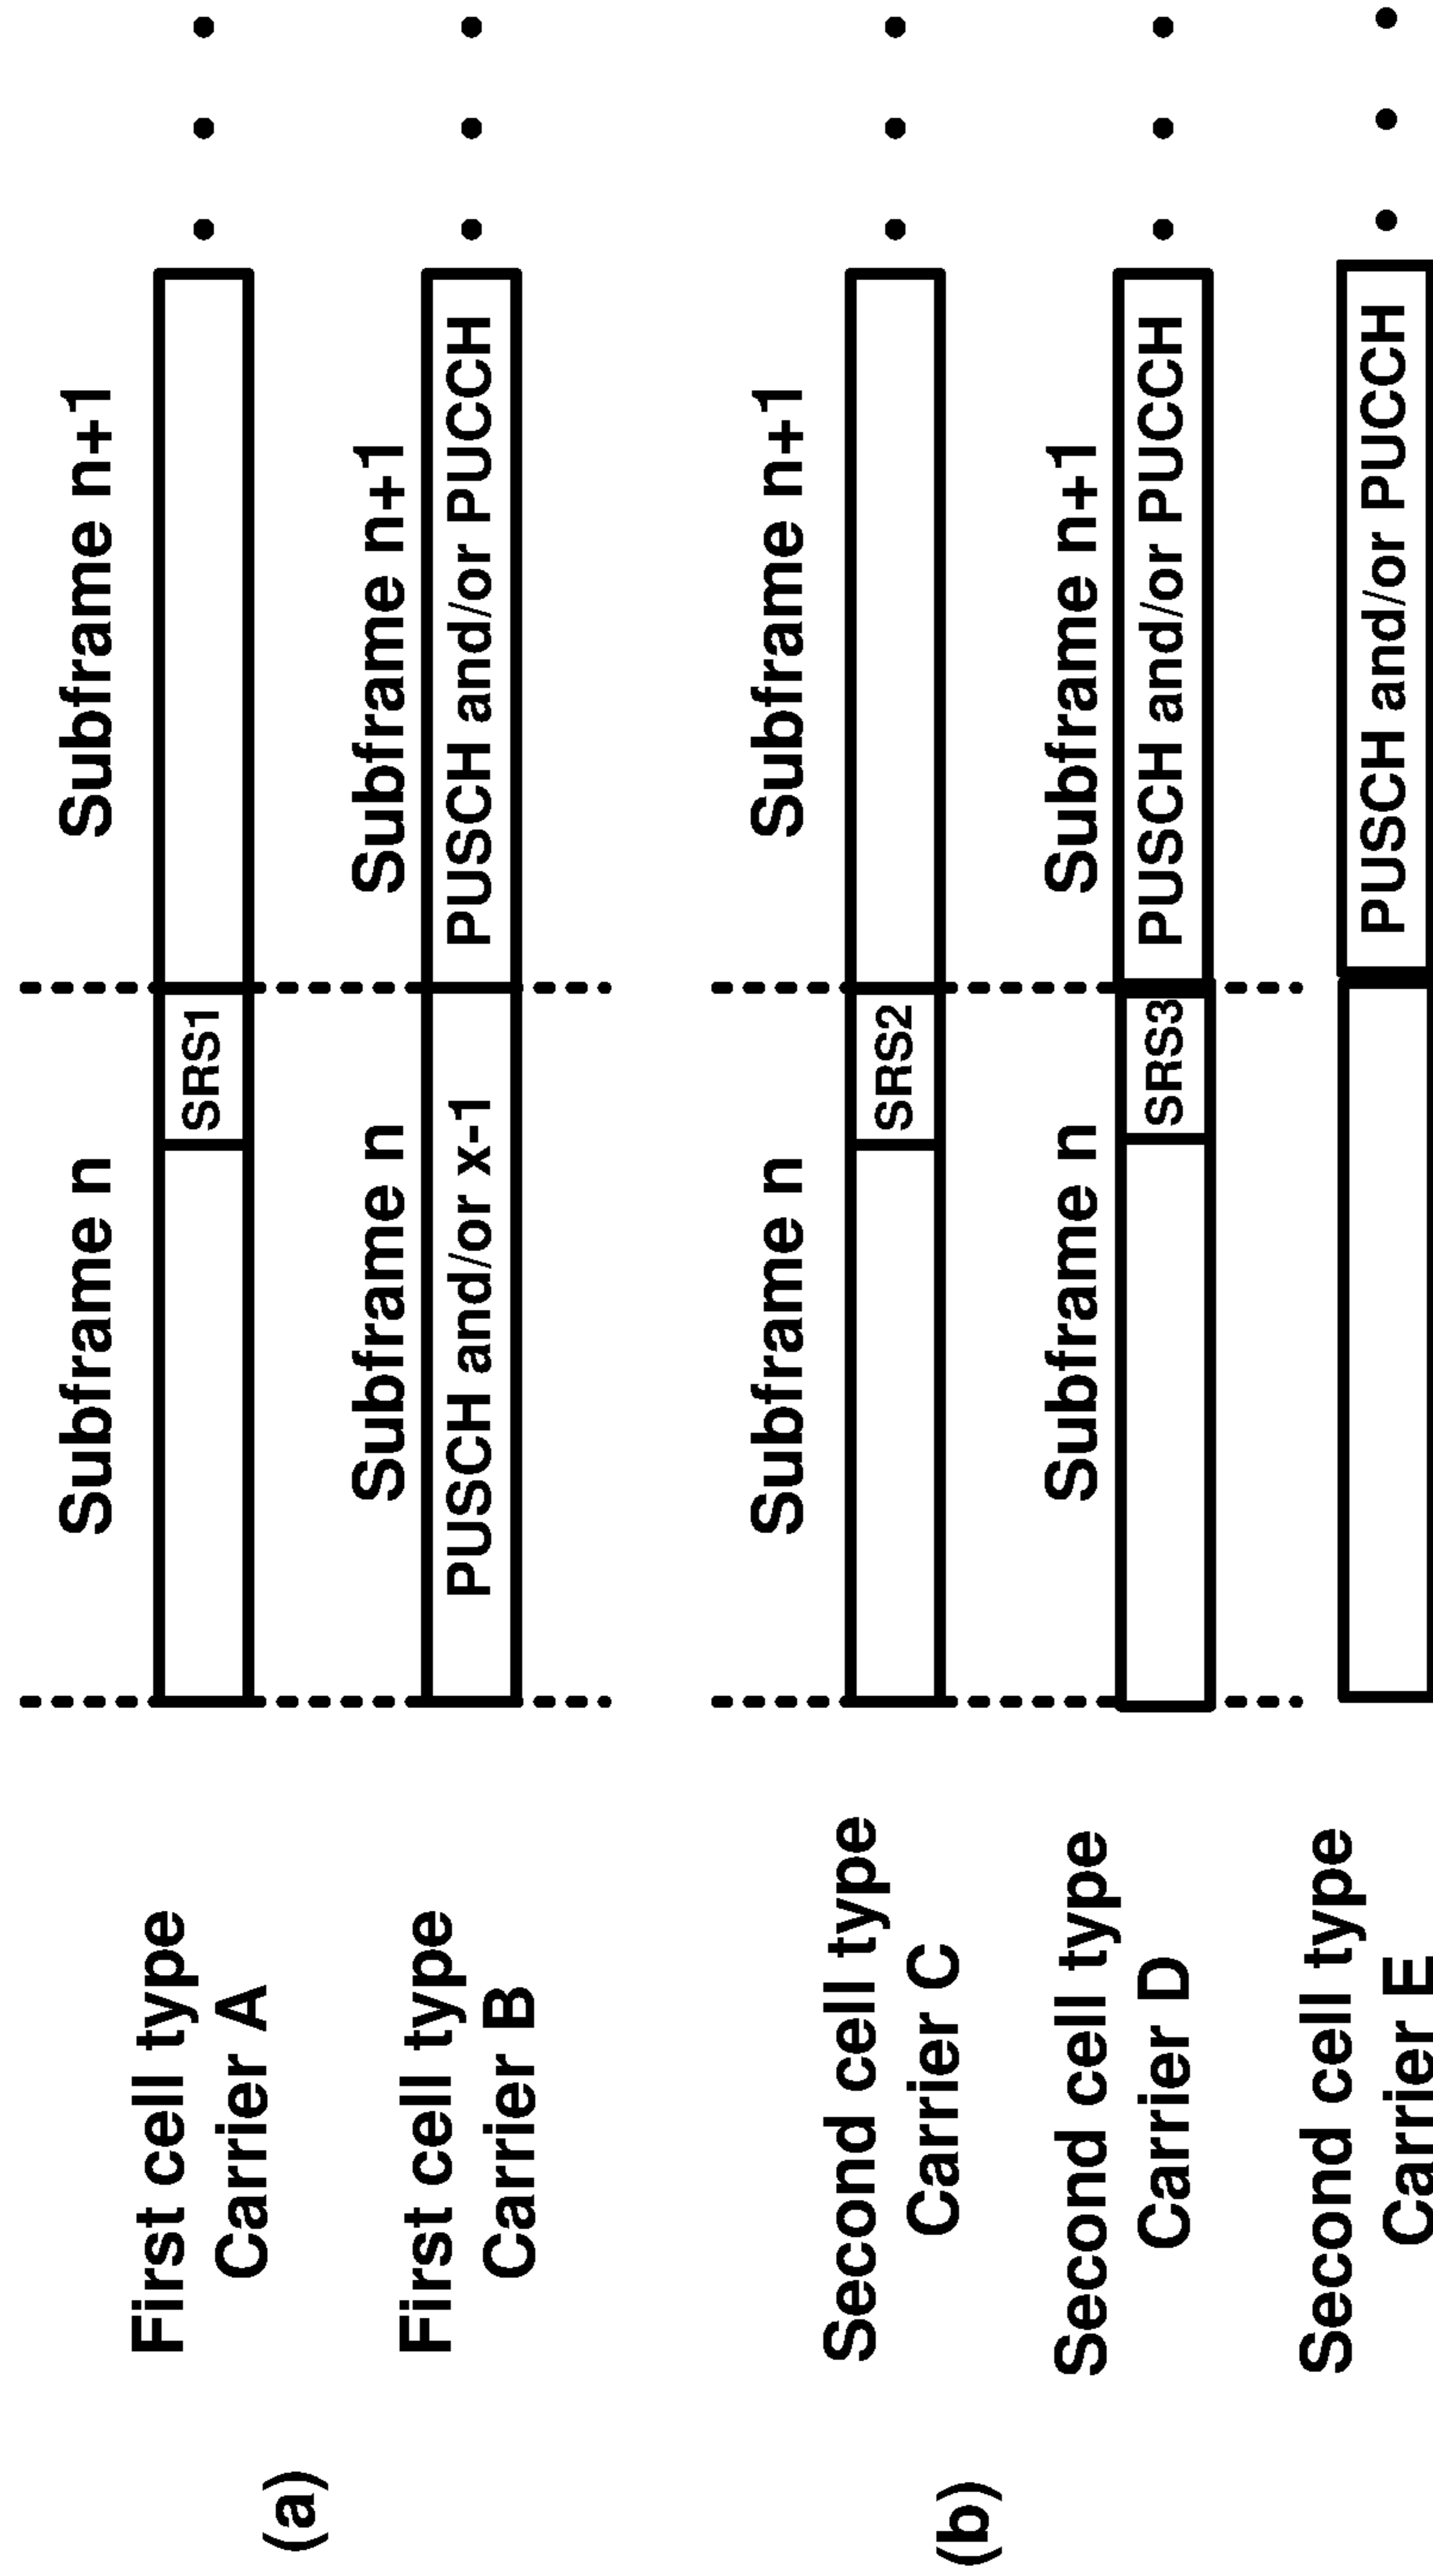 (a)
Subframe n
Subframe n+1
First cell type
Carrier A
SRS1
Subframe n
Subframe n+1
First cell type
Carrier B
PUSCH and/or x-1
PUSCH and/or PUCCH
(b)
Subframe n
Subframe n+1
Second cell type
Carrier C
SRS2
Subframe n
Subframe n+1
Second cell type
Carrier D
SRS3
PUSCH and/or PUCCH
Second cell type
Carrier E
PUSCH and/or PUCCH